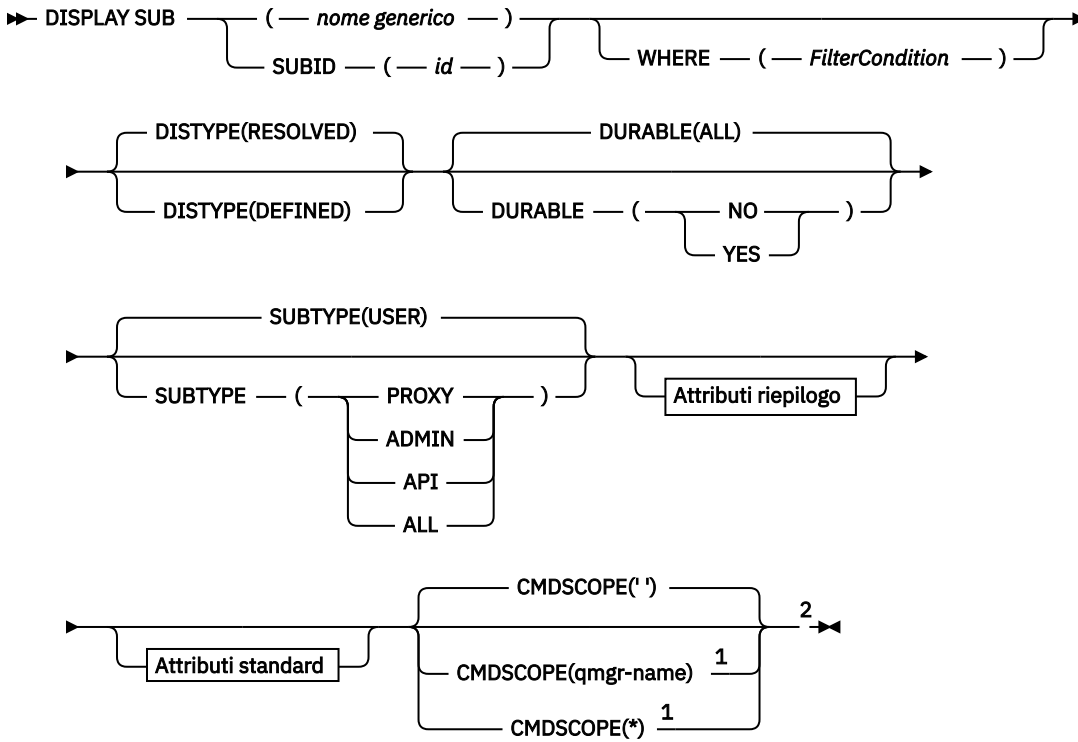 DISPLAY SUB ( nome generico )
SUBID ( id )
WHERE ( FilterCondition )
DISTYPE(RESOLVED)
DISTYPE(DEFINED)
DURABLE(ALL)
DURABLE ( NO )
YES
SUBTYPE(USER)
SUBTYPE ( PROXY )
ADMIN
API
ALL
Attributi riepilogo
Attributi standard
CMDSCOPE(' ')
CMDSCOPE(qmgr-name) 1
CMDSCOPE(*) 1
2